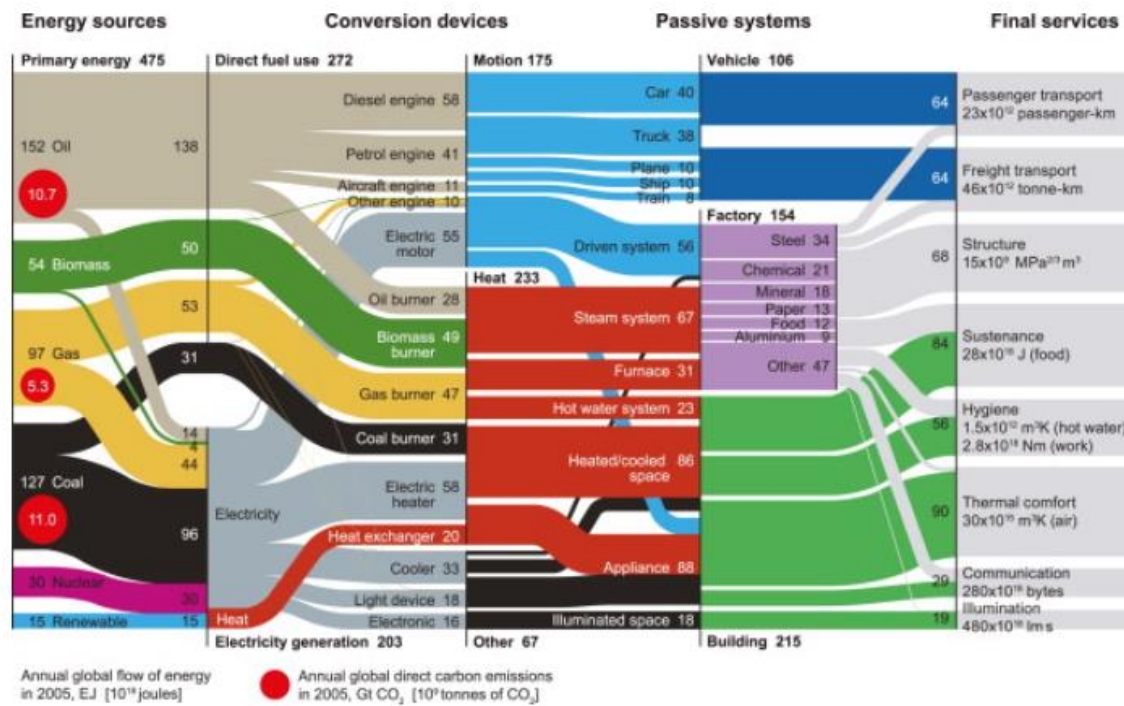 Energy sources
Conversion devices
Passive systems
Final services
Primary energy 475
Direct fuel use 272
Motion 175
Vehicle 106
152 Oil
138
10.7
54 Biomass
50
53
97 Gas
5.3
31
14
4
44
127 Coal
11.0
96
30 Nuclear
30
15 Renewable
15
Electricity
Heat
Electricity generation 203
Diesel engine 58
Petrol engine 41
Aircraft engine 11
Other engine 10
Electric 55
motor
Oil burner 28
Biomass 49
burner
Gas burner 47
Coal burner 31
Electric 58
heater
Heat exchanger 20
Cooler 33
Light device 18
Electronic 16
Car 40
Truck 38
Plane 10
Ship 10
Train 8
Driven system 56
Heat 233
Steam system 67
Furnace 31
Hot water system 23
Heated/cooled 86
space
Appliance 88
Illuminated space 18
Other 67
64
64
Factory 154
Steel 34
Chemical 21
Mineral 18
Paper 13
Food 12
Aluminium 9
Other 47
68
84
56
90
29
19
Building 215
Passenger transport
23x10¹² passenger-km
Freight transport
46x10¹² tonne-km
Structure
15x10⁹ MPa²ᐟ³m³
Sustenance
28x10¹⁸ J (food)
Hygiene
1.5x10¹² m³K (hot water)
2.8x10¹⁸ Nm (work)
Thermal comfort
30x10¹⁵ m³K (air)
Communication
280x10¹⁸ bytes
Illumination
480x10¹⁸ lm s
Annual global flow of energy
in 2005, EJ [10¹⁸ joules]
Annual global direct carbon emissions
in 2005, Gt CO₂ [10⁹ tonnes of CO₂]